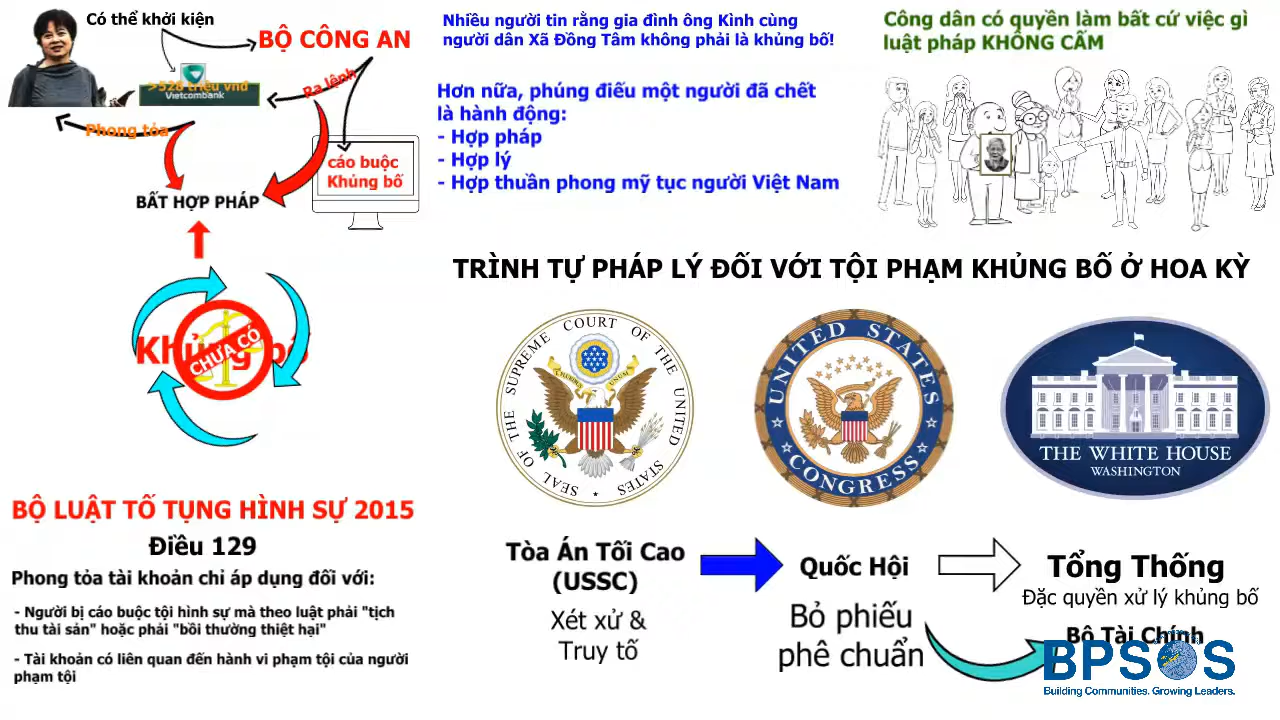 Có thể khởi kiện
BỘ CÔNG AN
>528 triệu vnđ
Vietcombank
Ra lệnh
Phong tỏa
cáo buộc
Khủng bố
BẤT HỢP PHÁP
Khủng bố
CHƯA CÓ
Nhiều người tin rằng gia đình ông Kình cùng
người dân Xã Đồng Tâm không phải là khủng bố!
Hơn nữa, phúng điếu một người đã chết
là hành động:
- Hợp pháp
- Hợp lý
- Hợp thuần phong mỹ tục người Việt Nam
Công dân có quyền làm bất cứ việc gì
luật pháp KHÔNG CẤM
TRÌNH TỰ PHÁP LÝ ĐỐI VỚI TỘI PHẠM KHỦNG BỐ Ở HOA KỲ
SEAL OF THE SUPREME COURT OF THE UNITED STATES
UNITED STATES
CONGRESS
THE WHITE HOUSE
WASHINGTON
BỘ LUẬT TỐ TỤNG HÌNH SỰ 2015
Điều 129
Phong tỏa tài khoản chỉ áp dụng đối với:
- Người bị cáo buộc tội hình sự mà theo luật phải "tịch
thu tài sản" hoặc phải "bồi thường thiệt hại"
- Tài khoản có liên quan đến hành vi phạm tội của người
phạm tội
Tòa Án Tối Cao
(USSC)
Xét xử &
Truy tố
Quốc Hội
Bỏ phiếu
phê chuẩn
Tổng Thống
Đặc quyền xử lý khủng bố
Bộ Tài Chính
BPSOS
Building Communities. Growing Leaders.